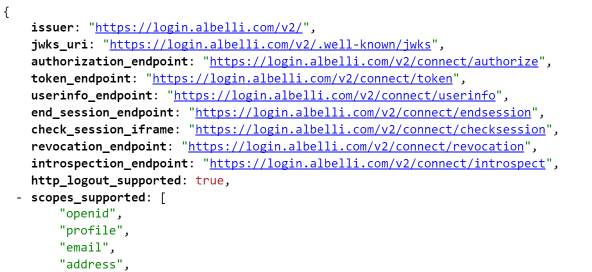 {
issuer: "https://login.albelli.com/v2/",
jwks_uri: "https://login.albelli.com/v2/.well-known/jwks",
authorization_endpoint: "https://login.albelli.com/v2/connect/authorize",
token_endpoint: "https://login.albelli.com/v2/connect/token",
userinfo_endpoint: "https://login.albelli.com/v2/connect/userinfo",
end_session_endpoint: "https://login.albelli.com/v2/connect/endsession",
check_session_iframe: "https://login.albelli.com/v2/connect/checksession",
revocation_endpoint: "https://login.albelli.com/v2/connect/revocation",
introspection_endpoint: "https://login.albelli.com/v2/connect/introspect",
http_logout_supported: true,
- scopes_supported: [
"openid",
"profile",
"email",
"address",